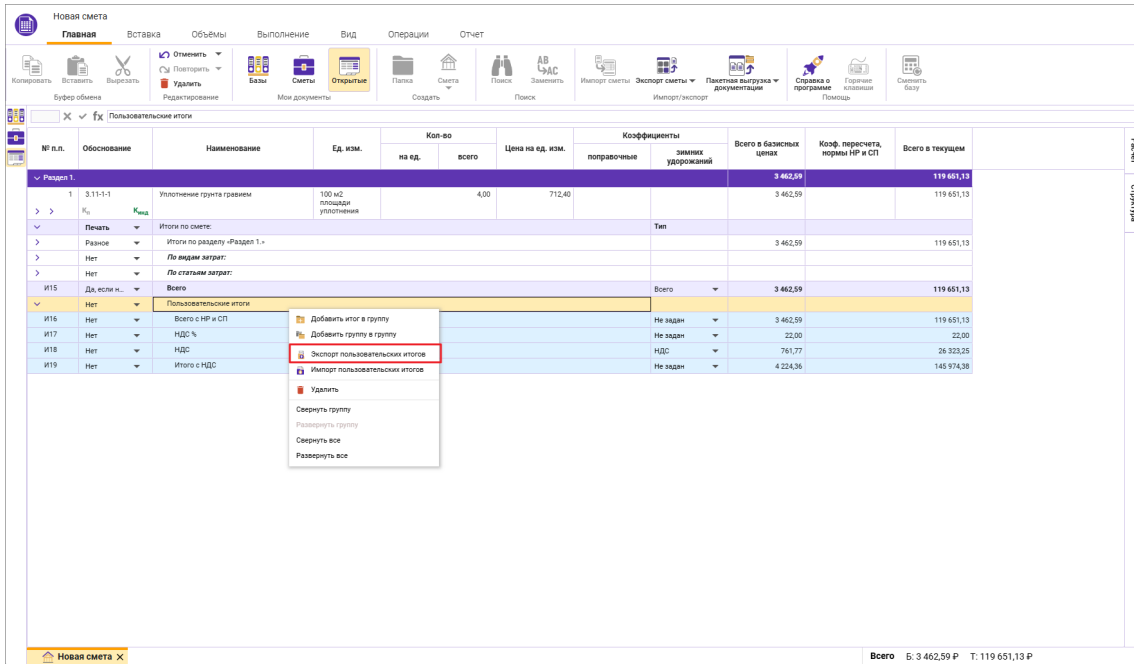 Новая смета
Главная Вставка Объёмы Выполнение Вид Операции Отчет
Копировать Вставить Вырезать
Буфер обмена
Отменить
Повторить
Удалить
Редактирование
Базы Сметы Открытые
Мои документы
Папка Смета
Создать
Поиск Заменить
AB AC
Поиск
Импорт сметы Экспорт сметы Пакетная выгрузка документации
Импорт/экспорт
Справка о программе Горячие клавиши
Помощь
Сменить базу
fx Пользовательские итоги
№ п.п. Обоснование Наименование Ед. изм. Кол-во Цена на ед. изм. Коэффициенты Всего в базисных ценах Коэф. пересчета, нормы НР и СП Всего в текущем
на ед. всего поправочные зимних удорожаний
Раздел 1. 3 462,59 119 651,13
1 3.11-1-1 Уплотнение грунта гравием 100 м2 площади уплотнения 4,00 712,40 3 462,59 119 651,13
Кп Кинд
Печать Итоги по смете: Тип
Разное Итоги по разделу «Раздел 1.» 3 462,59 119 651,13
Нет По видам затрат:
Нет По статьям затрат:
И15 Да, если н... Всего Всего 3 462,59 119 651,13
Нет Пользовательские итоги
И16 Нет Всего с НР и СП Не задан 3 462,59 119 651,13
И17 Нет НДС % Не задан 22,00 22,00
И18 Нет НДС НДС 761,77 26 323,25
И19 Нет Итого с НДС Не задан 4 224,36 145 974,38
Добавить итог в группу
Добавить группу в группу
Экспорт пользовательских итогов
Импорт пользовательских итогов
Удалить
Свернуть группу
Развернуть группу
Свернуть все
Развернуть все
Структура
Новая смета
Всего Б: 3 462,59 ₽ Т: 119 651,13 ₽